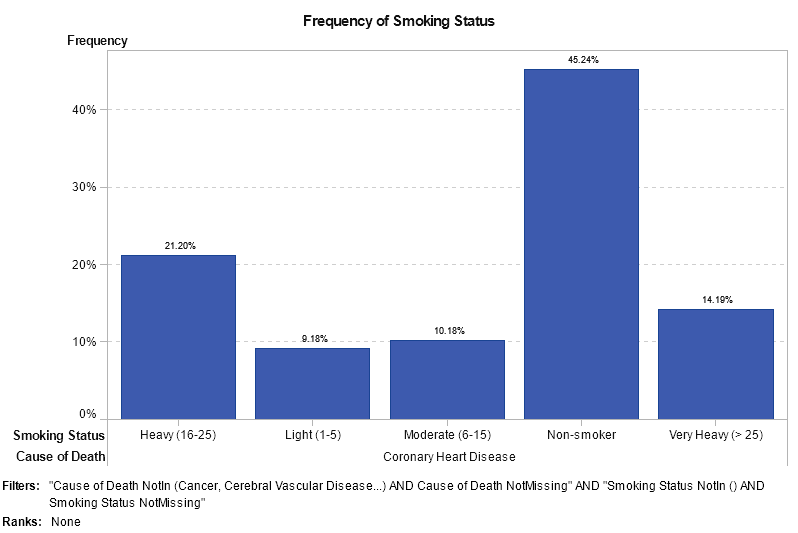 Frequency of Smoking Status
Frequency
45.24%
40%
30%
21.20%
20%
14.19%
10.18%
9.18%
10%
0%
Smoking Status Heavy (16-25) Light (1-5) Moderate (6-15) Non-smoker Very Heavy (> 25)
Cause of Death Coronary Heart Disease
Filters: "Cause of Death NotIn (Cancer, Cerebral Vascular Disease...) AND Cause of Death NotMissing" AND "Smoking Status NotIn () AND
Smoking Status NotMissing"
Ranks: None